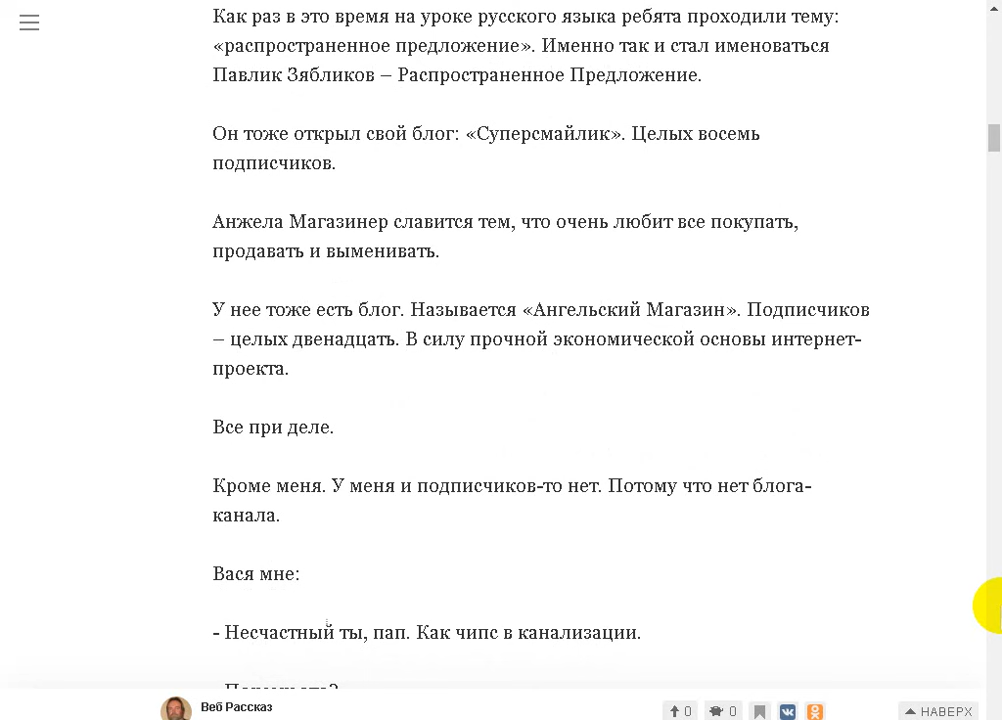 Как раз в это время на уроке русского языка ребята проходили тему:
«распространенное предложение». Именно так и стал именоваться
Павлик Зябликов – Распространенное Предложение.
Он тоже открыл свой блог: «Суперсмайлик». Целых восемь
подписчиков.
Анжела Магазинер славится тем, что очень любит все покупать,
продавать и выменивать.
У нее тоже есть блог. Называется «Ангельский Магазин». Подписчиков
– целых двенадцать. В силу прочной экономической основы интернет-
проекта.
Все при деле.
Кроме меня. У меня и подписчиков-то нет. Потому что нет блога-
канала.
Вася мне:
- Несчастный ты, пап. Как чипс в канализации.
Веб Рассказ
0
0
НАВЕРХ